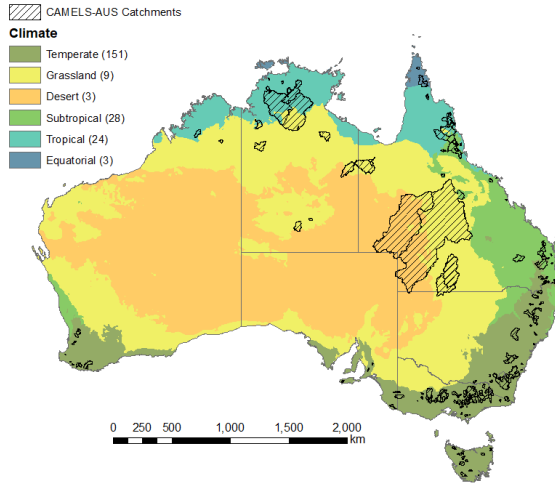 CAMELS-AUS Catchments
Climate
Temperate (151)
Grassland (9)
Desert (3)
Subtropical (28)
Tropical (24)
Equatorial (3)
0 125 250 500 1,000 1,500 2,000
km